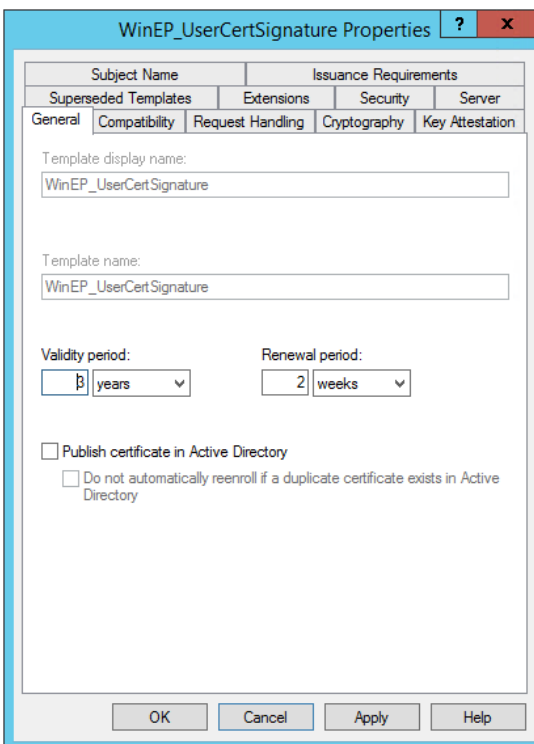 WinEP_UserCertSignature Properties ? x
Subject Name Issuance Requirements
Superseded Templates Extensions Security Server
General Compatibility Request Handling Cryptography Key Attestation
Template display name:
WinEP_UserCertSignature
Template name:
WinEP_UserCertSignature
Validity period: Renewal period:
3 years 2 weeks
Publish certificate in Active Directory
Do not automatically reenroll if a duplicate certificate exists in Active
Directory
OK Cancel Apply Help